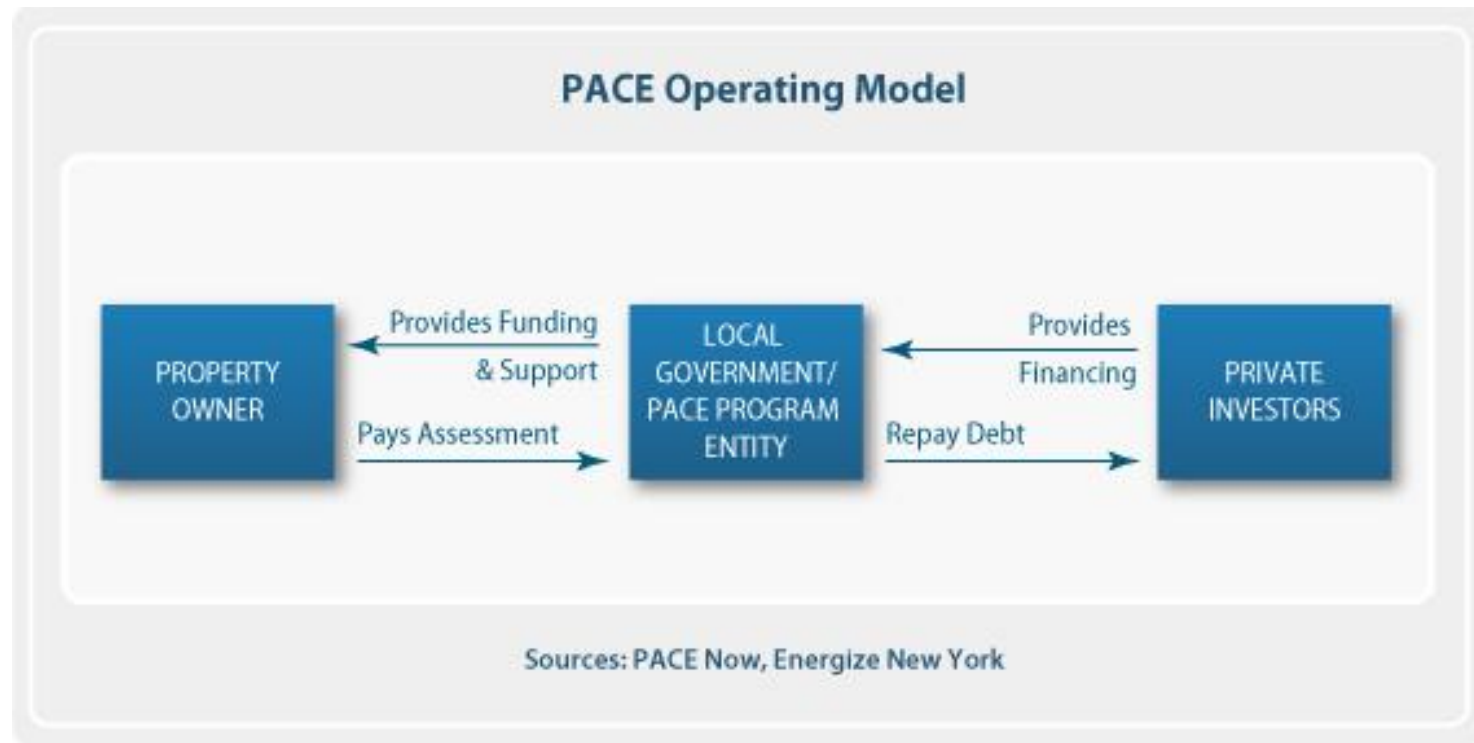 PACE Operating Model
PROPERTY
OWNER
Provides Funding
& Support
Pays Assessment
LOCAL
GOVERNMENT/
PACE PROGRAM
ENTITY
Provides
Financing
Repay Debt
PRIVATE
INVESTORS
Sources: PACE Now, Energize New York